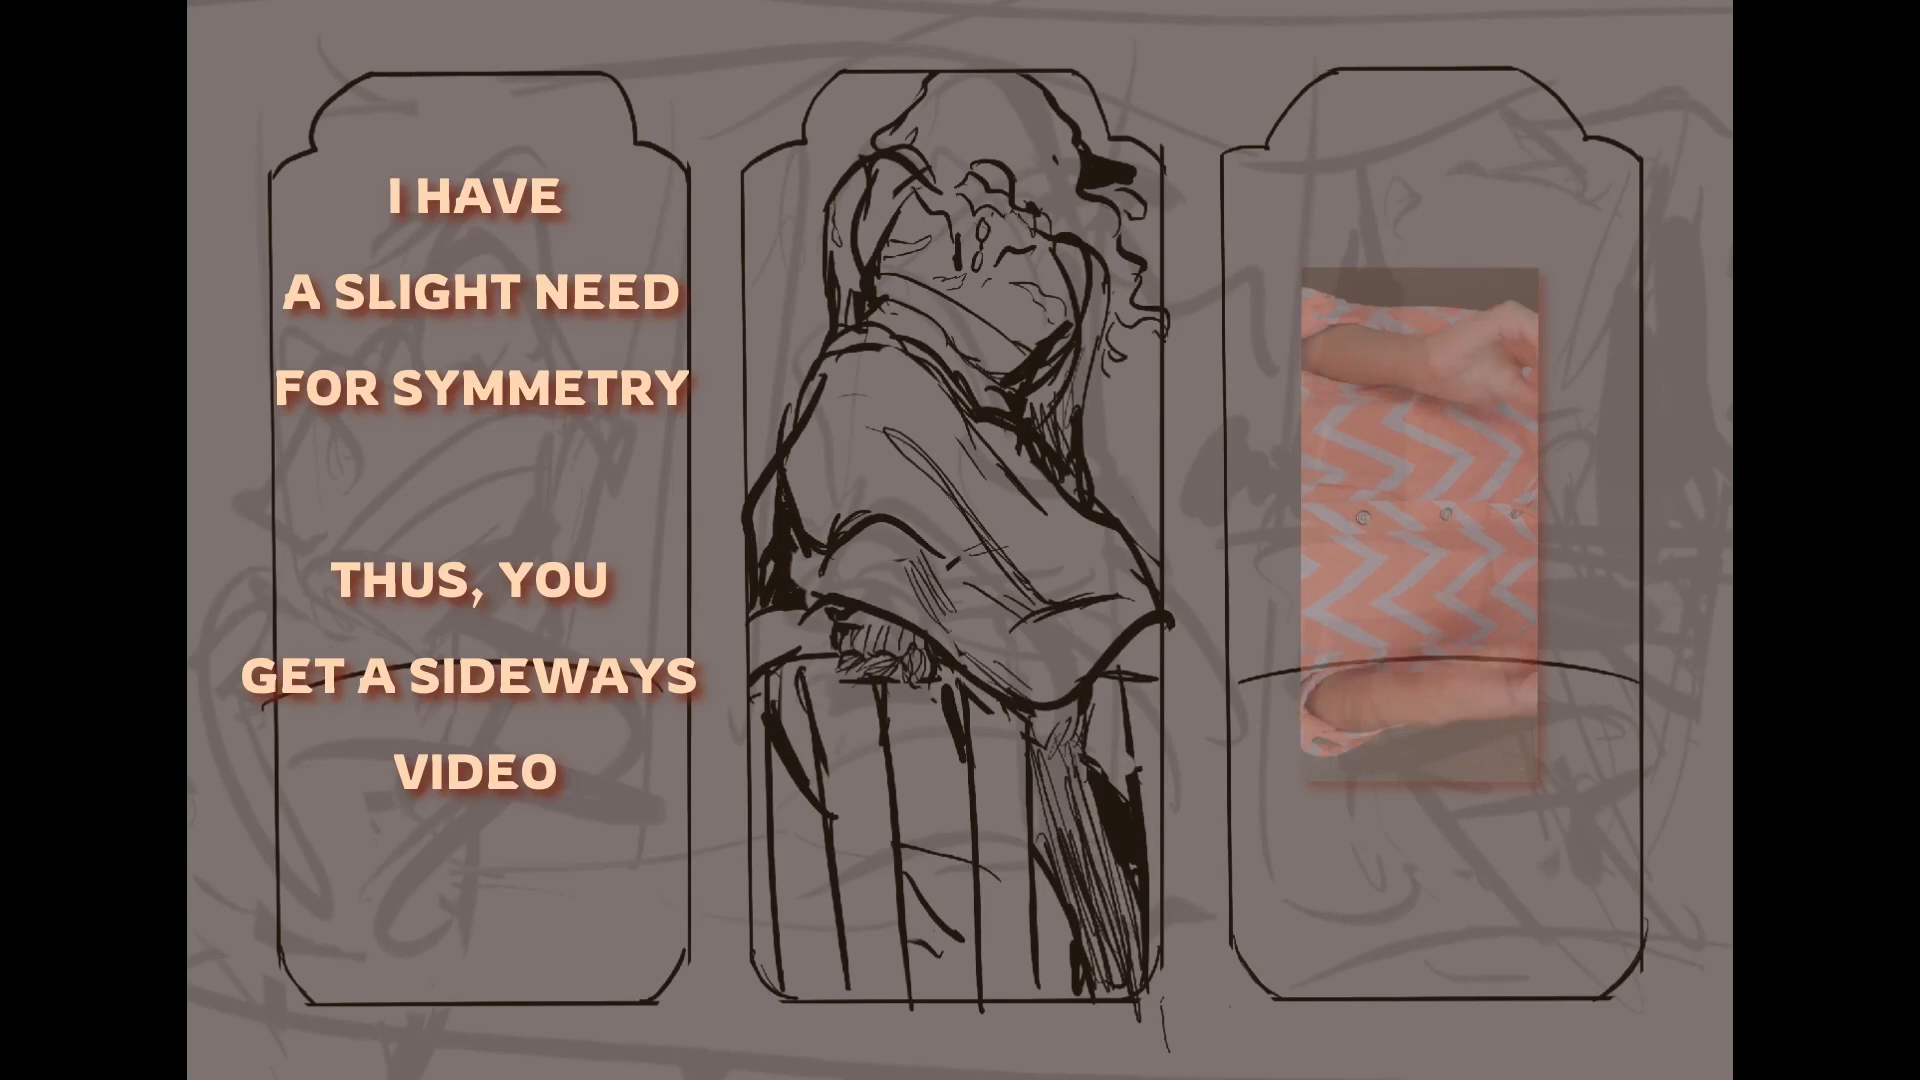 I HAVE
A SLIGHT NEED
FOR SYMMETRY
THUS, YOU
GET A SIDEWAYS
VIDEO